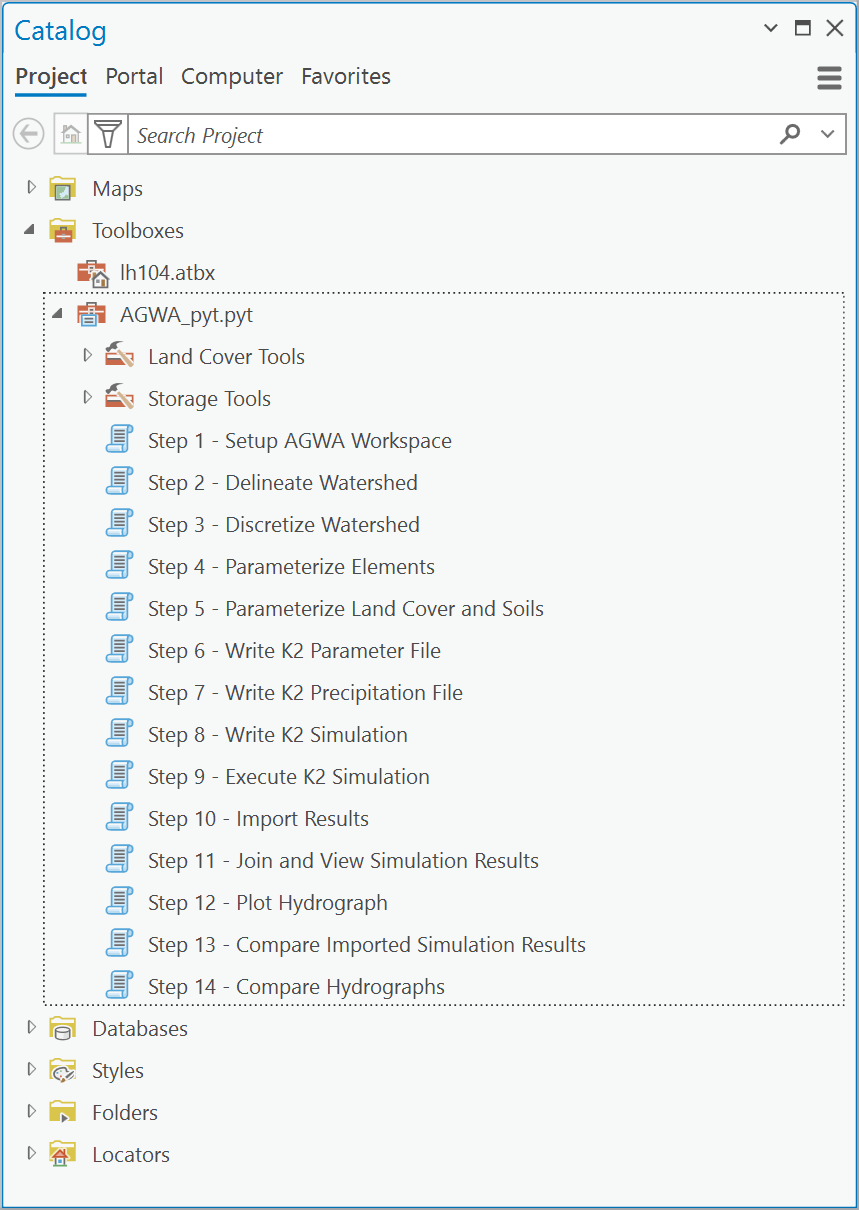 Catalog
Project Portal Computer Favorites
Search Project
Maps
Toolboxes
lh104.atbx
AGWA_pyt.pyt
Land Cover Tools
Storage Tools
Step 1 - Setup AGWA Workspace
Step 2 - Delineate Watershed
Step 3 - Discretize Watershed
Step 4 - Parameterize Elements
Step 5 - Parameterize Land Cover and Soils
Step 6 - Write K2 Parameter File
Step 7 - Write K2 Precipitation File
Step 8 - Write K2 Simulation
Step 9 - Execute K2 Simulation
Step 10 - Import Results
Step 11 - Join and View Simulation Results
Step 12 - Plot Hydrograph
Step 13 - Compare Imported Simulation Results
Step 14 - Compare Hydrographs
Databases
Styles
Folders
Locators